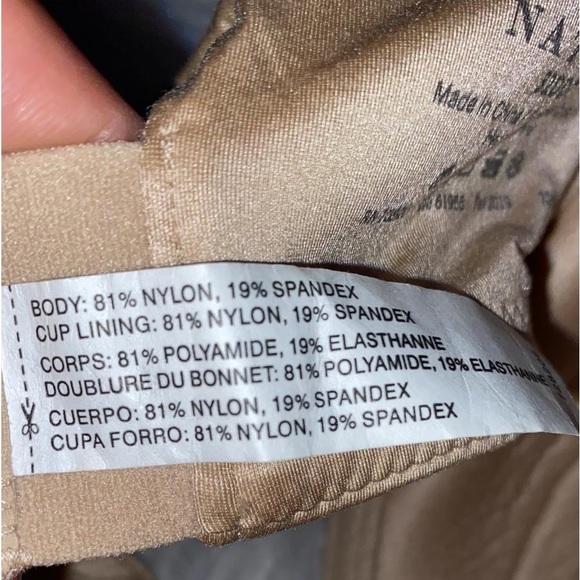 NA
Made in China
BODY: 81% NYLON, 19% SPANDEX
CUP LINING: 81% NYLON, 19% SPANDEX
CORPS: 81% POLYAMIDE, 19% ELASTHANNE
DOUBLURE DU BONNET: 81% POLYAMIDE, 19% ELASTHANNE
CUERPO: 81% NYLON, 19% SPANDEX
CUPA FORRO: 81% NYLON, 19% SPANDEX